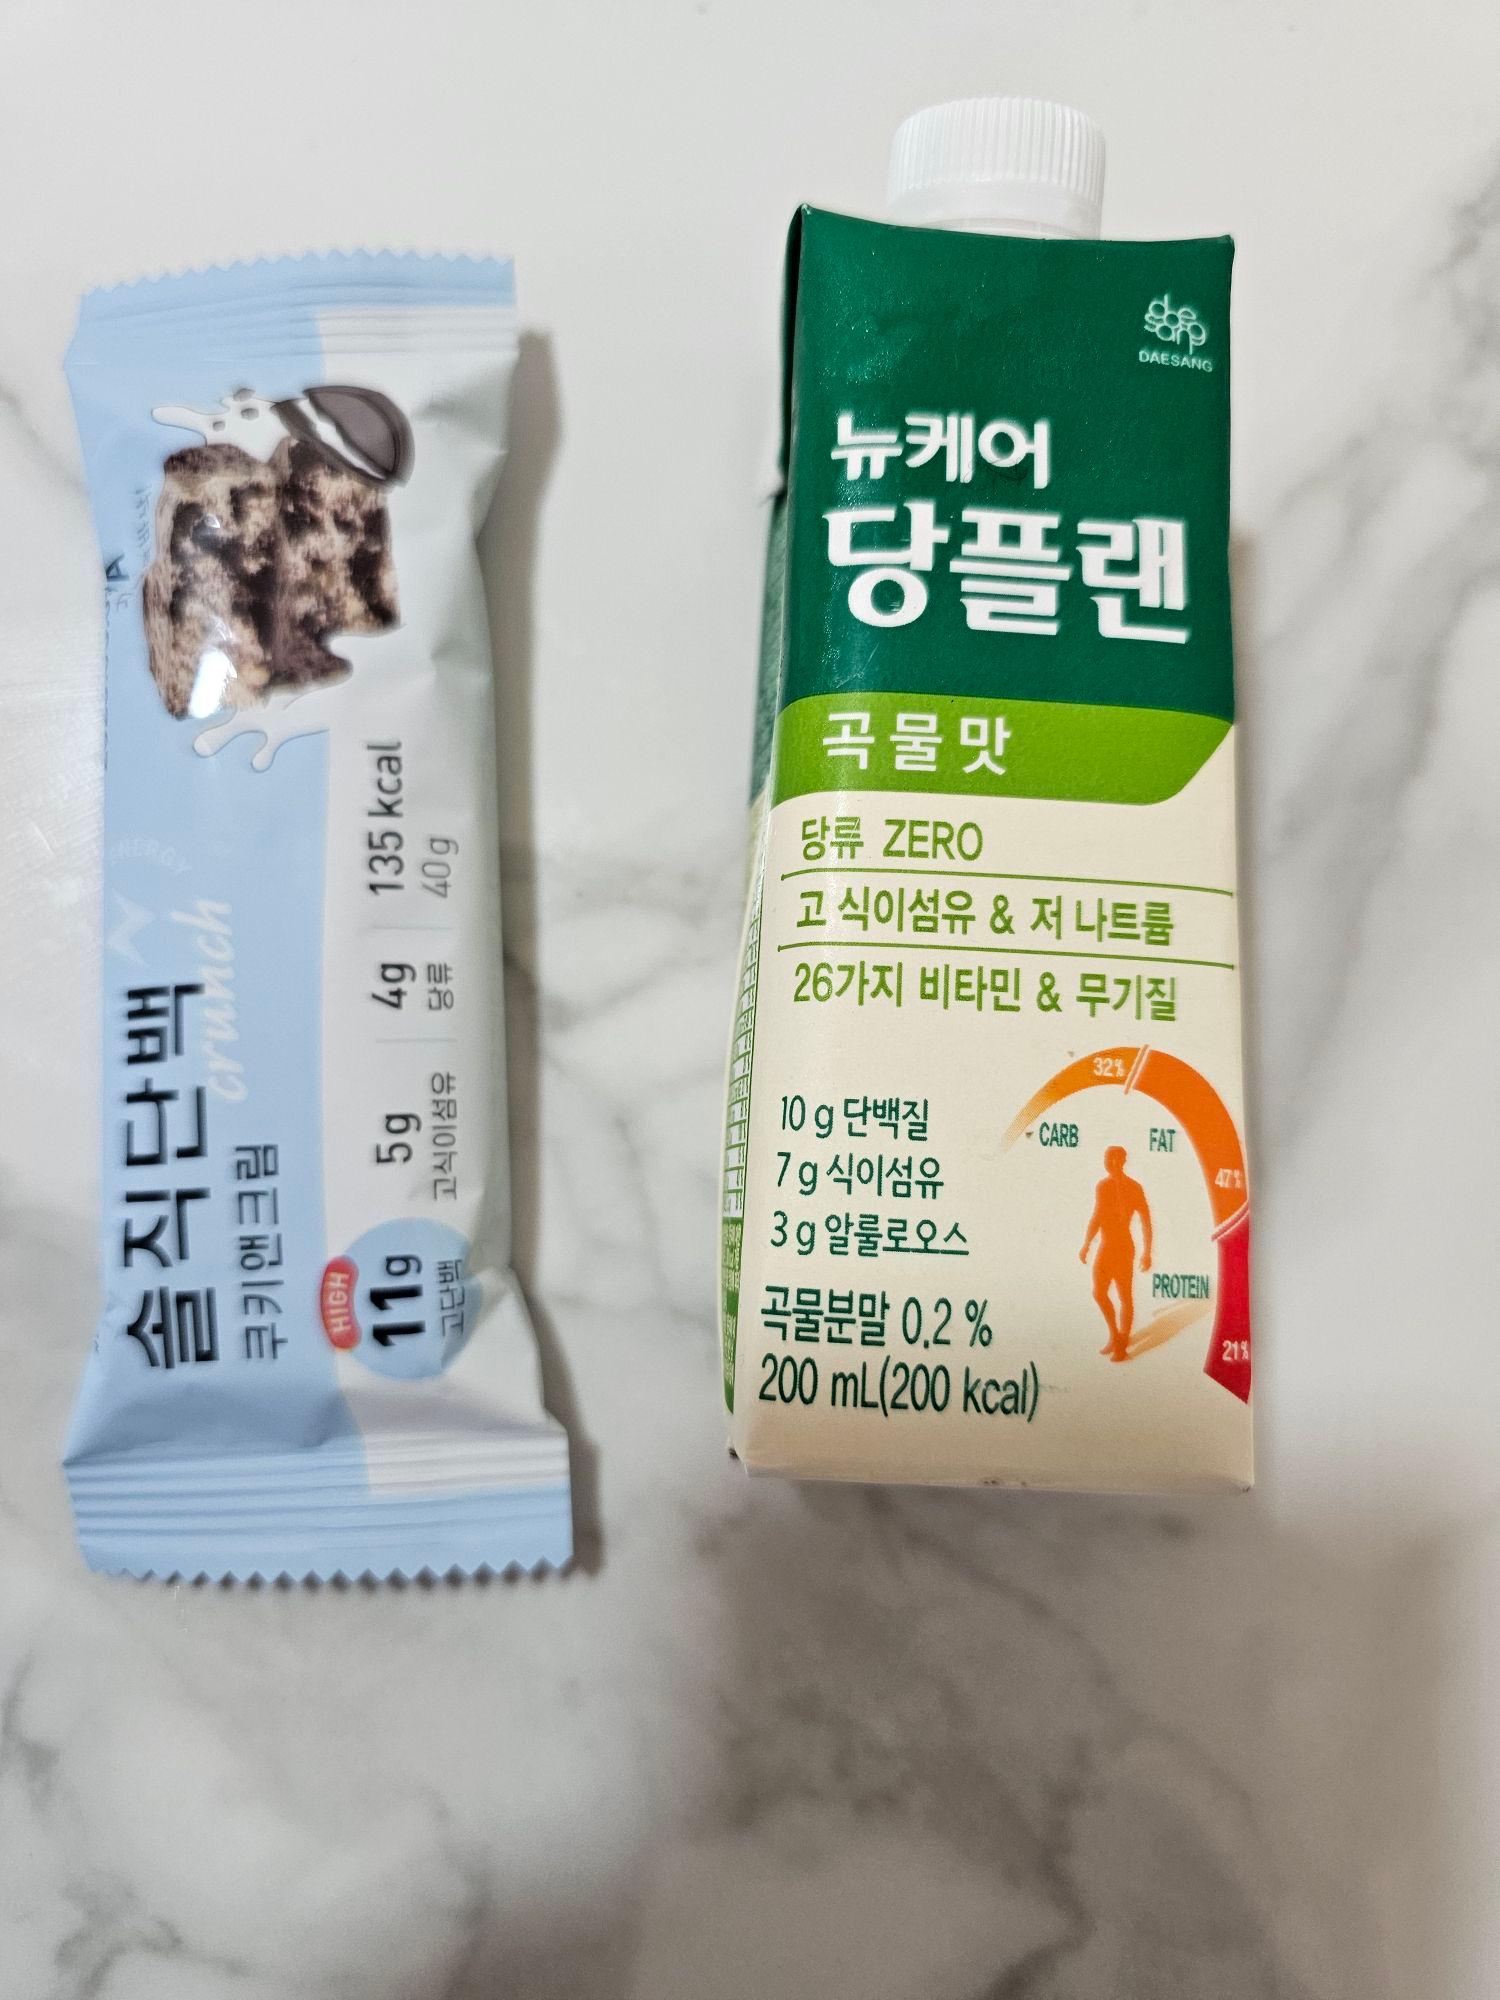 솔직단백
crunch
쿠키앤크림
HIGH
11g
고단백
5g
고식이섬유
4g
당류
135 kcal
40g
DAESANG
뉴케어
당플랜
곡물맛
당류 ZERO
고 식이섬유 & 저 나트륨
26가지 비타민 & 무기질
10 g 단백질
7 g 식이섬유
3 g 알룰로오스
곡물분말 0.2 %
200 mL(200 kcal)
32%
CARB
FAT
47%
PROTEIN
21%